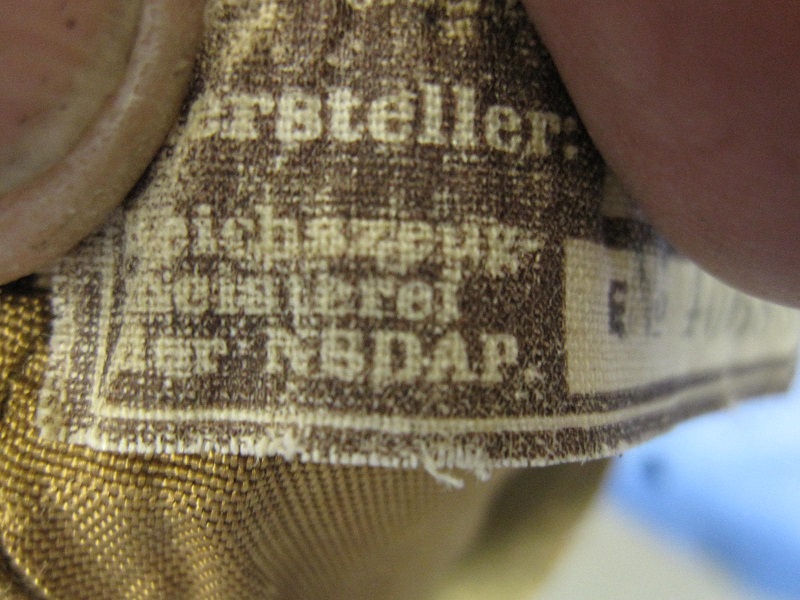 ersteller:
Reichszeug-
meisterei
der NSDAP.